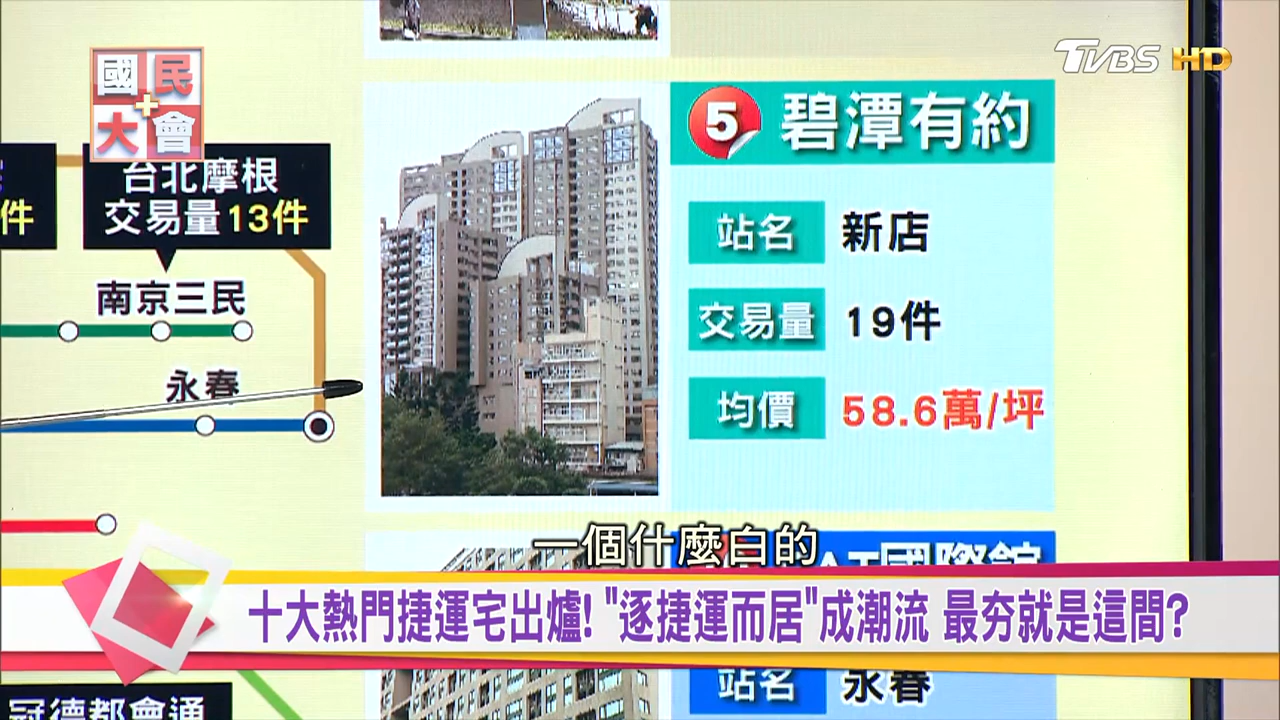 國民
大會
TVBS HD
件
台北摩根
交易量13件
南京三民
永春
5 碧潭有約
站名 新店
交易量 19件
均價 58.6萬/坪
一個什麼白的
國際館
十大熱門捷運宅出爐! "逐捷運而居"成潮流 最夯就是這間?
站名 永春
冠德都會通